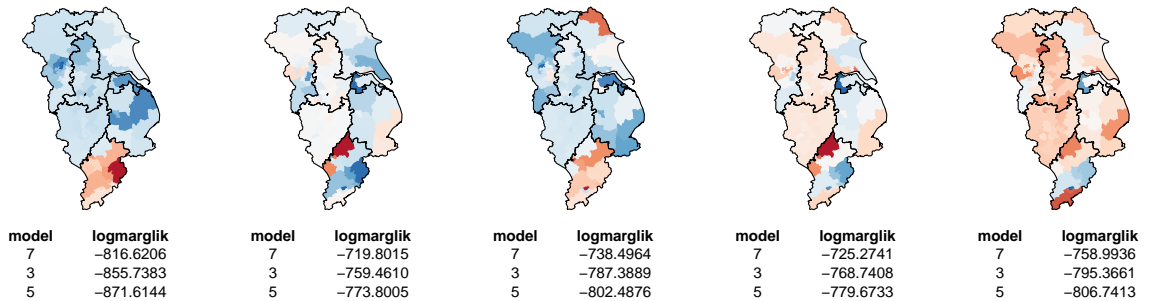 model logmarglik model logmarglik model logmarglik model logmarglik model logmarglik
7 −816.6206 7 −719.8015 7 −738.4964 7 −725.2741 7 −758.9936
3 −855.7383 3 −759.4610 3 −787.3889 3 −768.7408 3 −795.3661
5 −871.6144 5 −773.8005 5 −802.4876 5 −779.6733 5 −806.7413